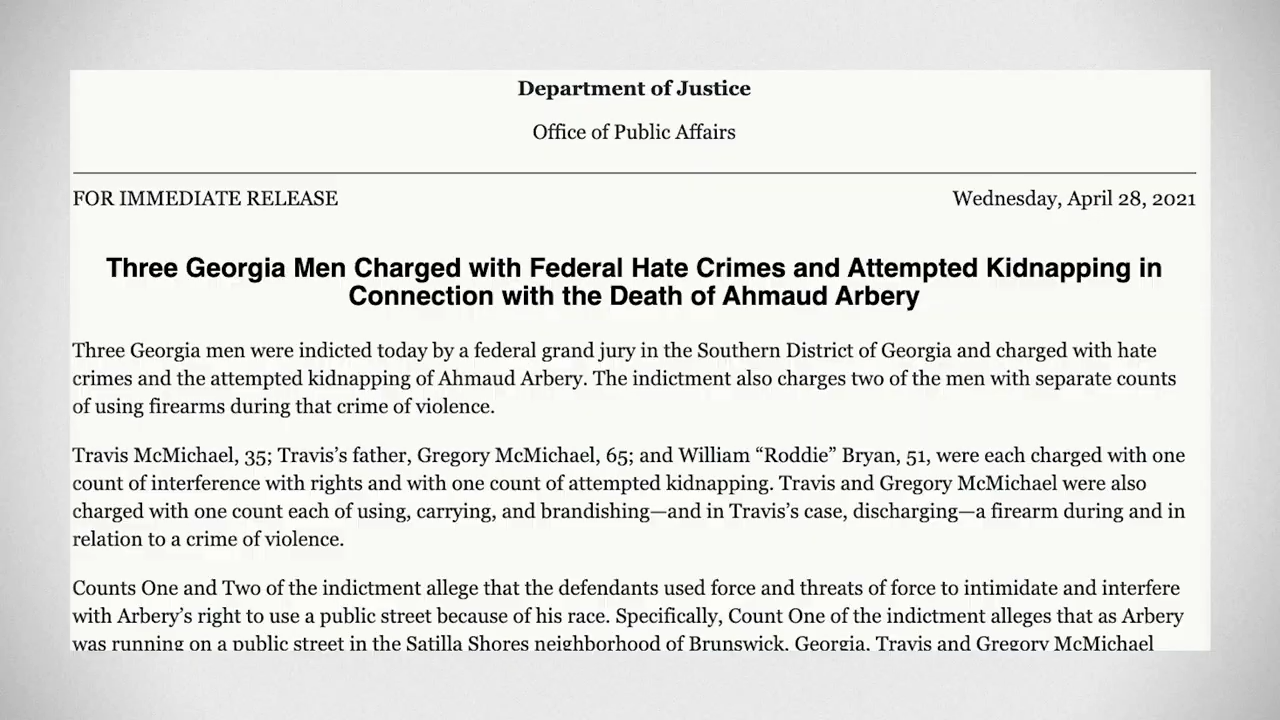 Department of Justice
Office of Public Affairs
FOR IMMEDIATE RELEASE
Wednesday, April 28, 2021
Three Georgia Men Charged with Federal Hate Crimes and Attempted Kidnapping in
Connection with the Death of Ahmaud Arbery
Three Georgia men were indicted today by a federal grand jury in the Southern District of Georgia and charged with hate
crimes and the attempted kidnapping of Ahmaud Arbery. The indictment also charges two of the men with separate counts
of using firearms during that crime of violence.
Travis McMichael, 35; Travis’s father, Gregory McMichael, 65; and William “Roddie” Bryan, 51, were each charged with one
count of interference with rights and with one count of attempted kidnapping. Travis and Gregory McMichael were also
charged with one count each of using, carrying, and brandishing—and in Travis’s case, discharging—a firearm during and in
relation to a crime of violence.
Counts One and Two of the indictment allege that the defendants used force and threats of force to intimidate and interfere
with Arbery’s right to use a public street because of his race. Specifically, Count One of the indictment alleges that as Arbery
was running on a public street in the Satilla Shores neighborhood of Brunswick, Georgia, Travis and Gregory McMichael